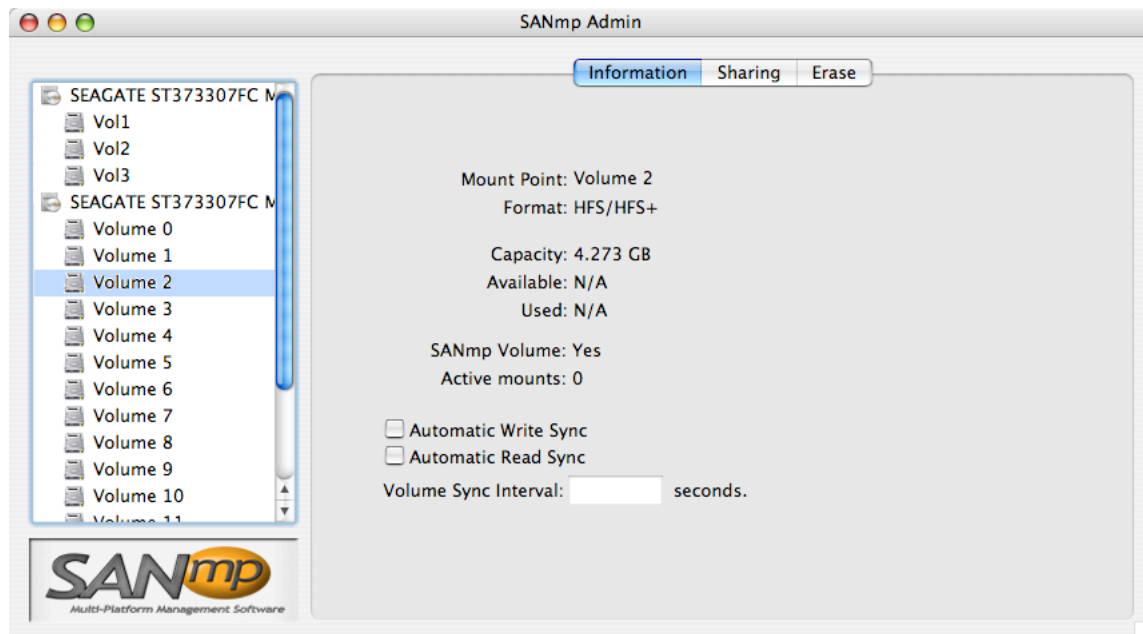 SANmp Admin
Information Sharing Erase
SEAGATE ST373307FC M
Vol1
Vol2
Vol3
SEAGATE ST373307FC M
Volume 0
Volume 1
Volume 2
Volume 3
Volume 4
Volume 5
Volume 6
Volume 7
Volume 8
Volume 9
Volume 10
Volume 11
Mount Point: Volume 2
Format: HFS/HFS+
Capacity: 4.273 GB
Available: N/A
Used: N/A
SANmp Volume: Yes
Active mounts: 0
Automatic Write Sync
Automatic Read Sync
Volume Sync Interval: seconds.
SANmp
Multi-Platform Management Software